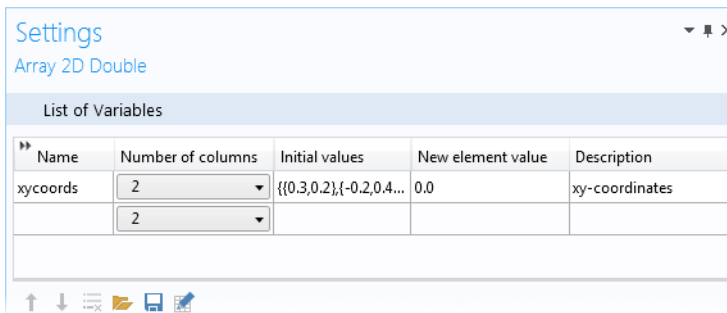 Settings
Array 2D Double
List of Variables
Name Number of columns Initial values New element value Description
xycoords 2 {{0.3,0.2},{-0.2,0.4... 0.0 xy-coordinates
2